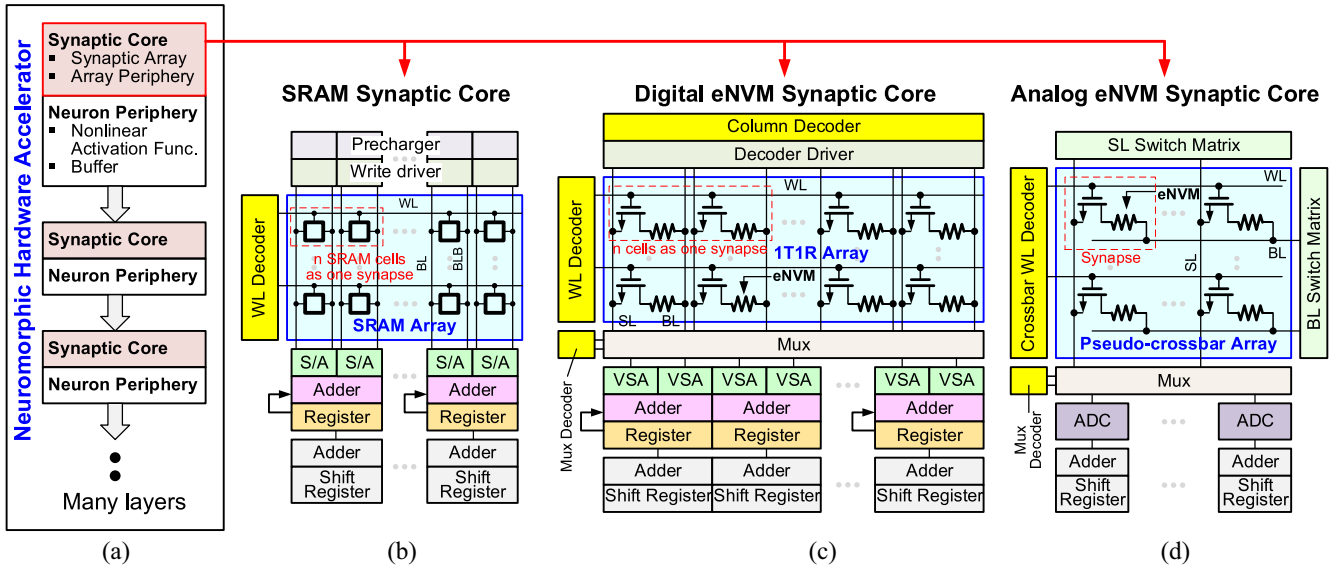 Neuromorphic Hardware Accelerator
Synaptic Core
▪ Synaptic Array
▪ Array Periphery
Neuron Periphery
▪ Nonlinear
Activation Func.
▪ Buffer
Synaptic Core
Neuron Periphery
Synaptic Core
Neuron Periphery
Many layers
(a)
SRAM Synaptic Core
Precharger
Write driver
WL Decoder
WL
n SRAM cells
as one synapse
BL
BLB
SRAM Array
S/A S/A S/A S/A
Adder Adder
Register Register
Adder Adder
Shift Shift
Register Register
(b)
Digital eNVM Synaptic Core
Column Decoder
Decoder Driver
WL Decoder
WL
n cells as one synapse
1T1R Array
eNVM
SL BL
Mux Decoder
Mux
VSA VSA VSA VSA VSA VSA
Adder Adder Adder
Register Register Register
Adder Adder Adder
Shift Register Shift Register Shift Register
(c)
Analog eNVM Synaptic Core
SL Switch Matrix
Crossbar WL Decoder
WL
eNVM
Synapse
SL
BL
BL Switch Matrix
Pseudo-crossbar Array
Mux
Decoder
Mux
ADC ADC
Adder Adder
Shift Shift
Register Register
(d)